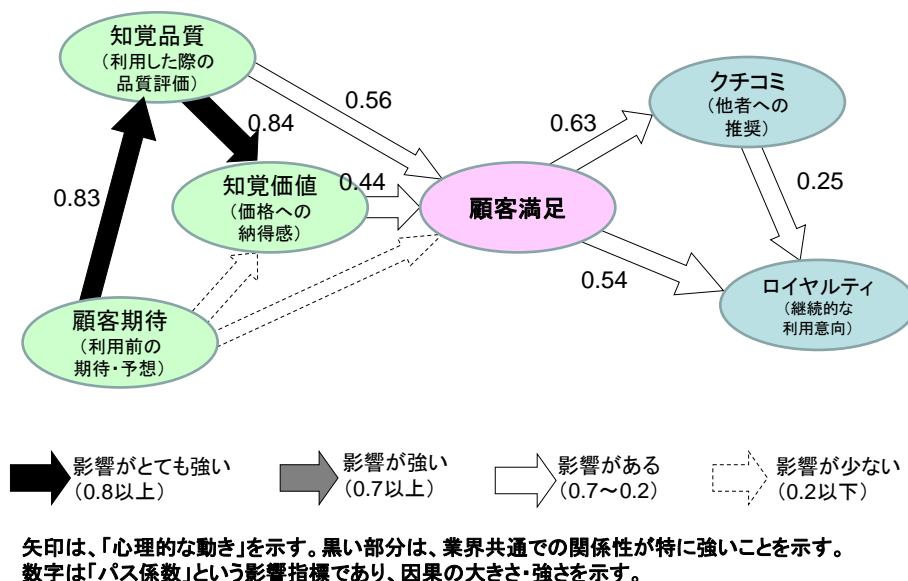 知覚品質
(利用した際の
品質評価)
0.56
0.84
0.83
知覚価値
(価格への
納得感)
0.44
顧客期待
(利用前の
期待・予想)
顧客満足
0.63
クチコミ
(他者への
推奨)
0.25
0.54
ロイヤルティ
(継続的な
利用意向)
影響がとても強い
(0.8以上)
影響が強い
(0.7以上)
影響がある
(0.7~0.2)
影響が少ない
(0.2以下)
矢印は、「心理的な動き」を示す。黒い部分は、業界共通での関係性が特に強いことを示す。
数字は「パス係数」という影響指標であり、因果の大きさ・強さを示す。